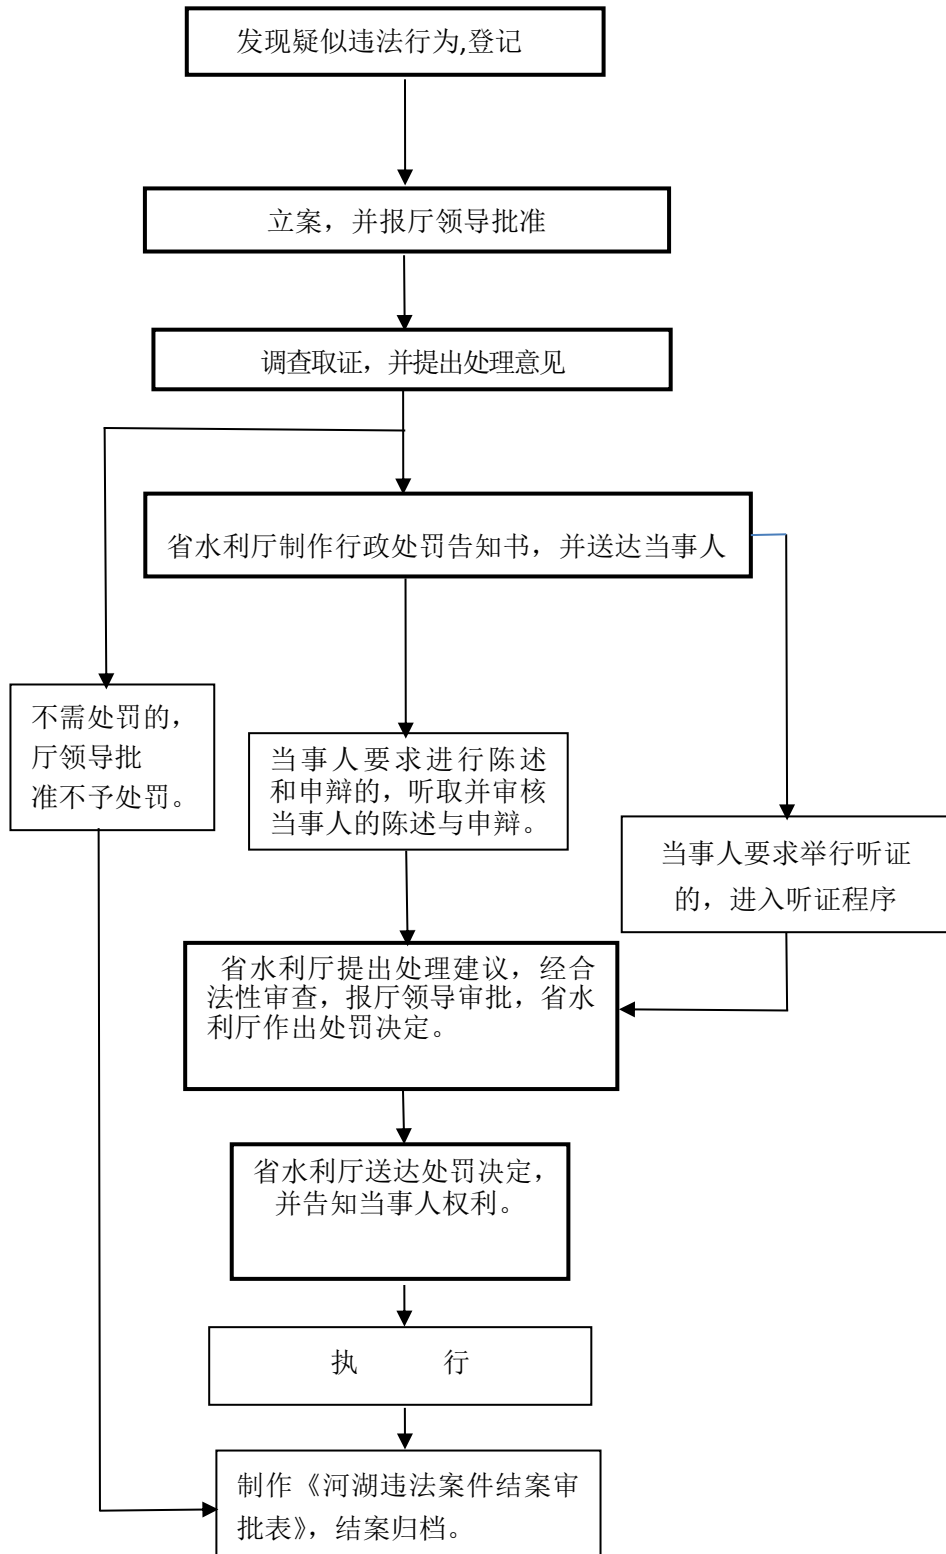 发现疑似违法行为,登记
立案，并报厅领导批准
调查取证，并提出处理意见
省水利厅制作行政处罚告知书，并送达当事人
不需处罚的，
厅领导批
准不予处罚。
当事人要求进行陈述
和申辩的，听取并审核
当事人的陈述与申辩。
当事人要求举行听证
的，进入听证程序
省水利厅提出处理建议，经合
法性审查，报厅领导审批，省水
利厅作出处罚决定。
省水利厅送达处罚决定，
并告知当事人权利。
执 行
制作《河湖违法案件结案审
批表》，结案归档。